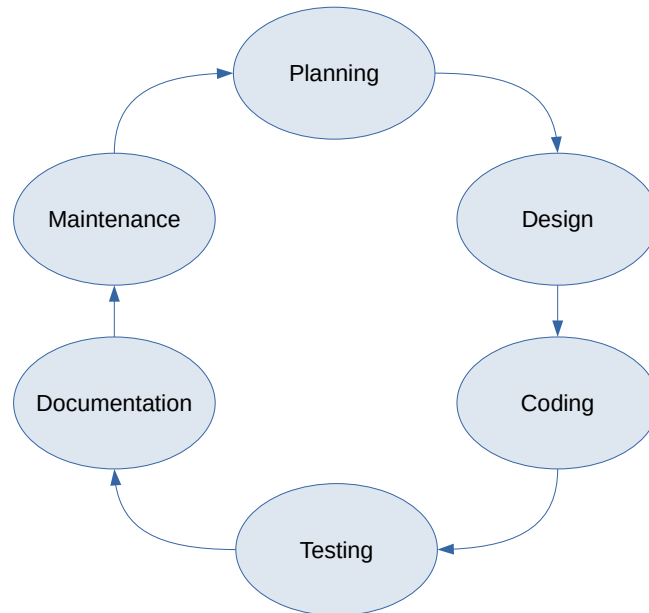 Planning
Design
Coding
Testing
Documentation
Maintenance